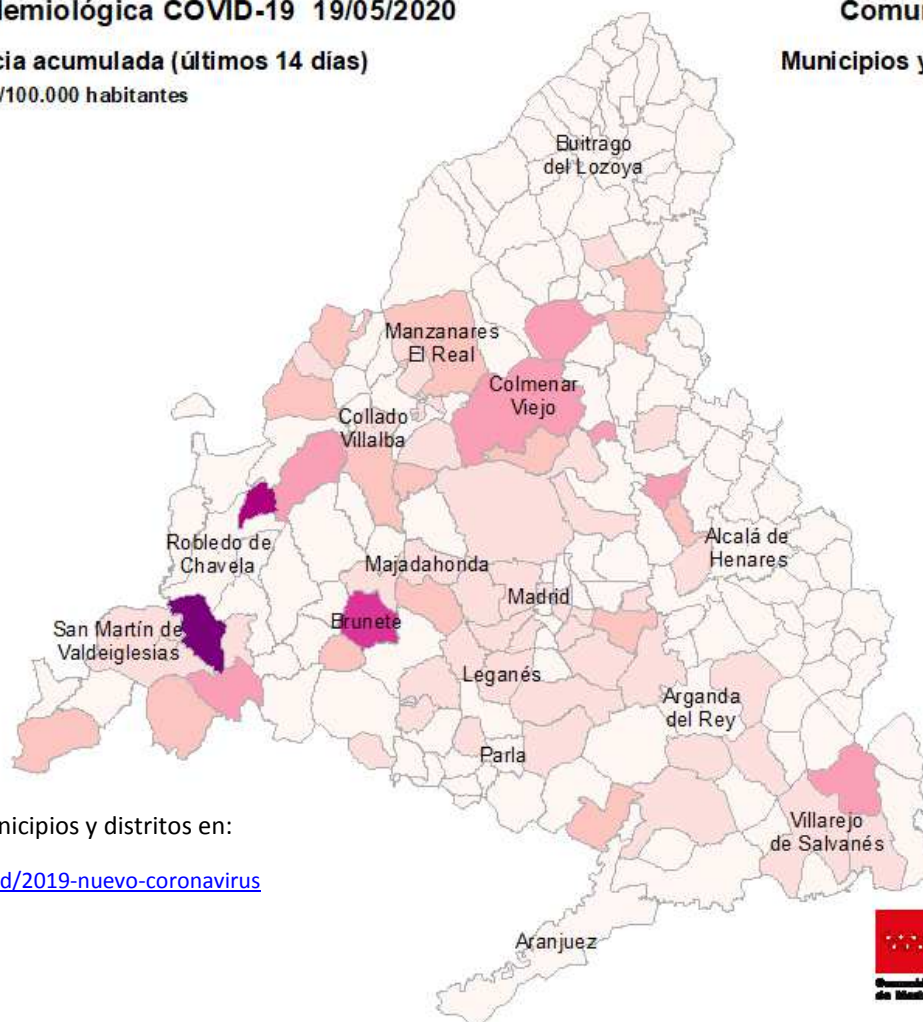 demiológica COVID-19 19/05/2020
Comu
cia acumulada (últimos 14 días)
Municipios y
/100.000 habitantes
Buitrago
del Lozoya
Manzanares
El Real
Colmenar
Viejo
Collado
Villalba
Robledo de
Chavela
Alcalá de
Henares
Majadahonda
Madrid
Brunete
San Martín de
Valdeiglesias
Leganés
Arganda
del Rey
Parla
nicipios y distritos en:
Villarejo
de Salvanés
d/2019-nuevo-coronavirus
Aranjuez